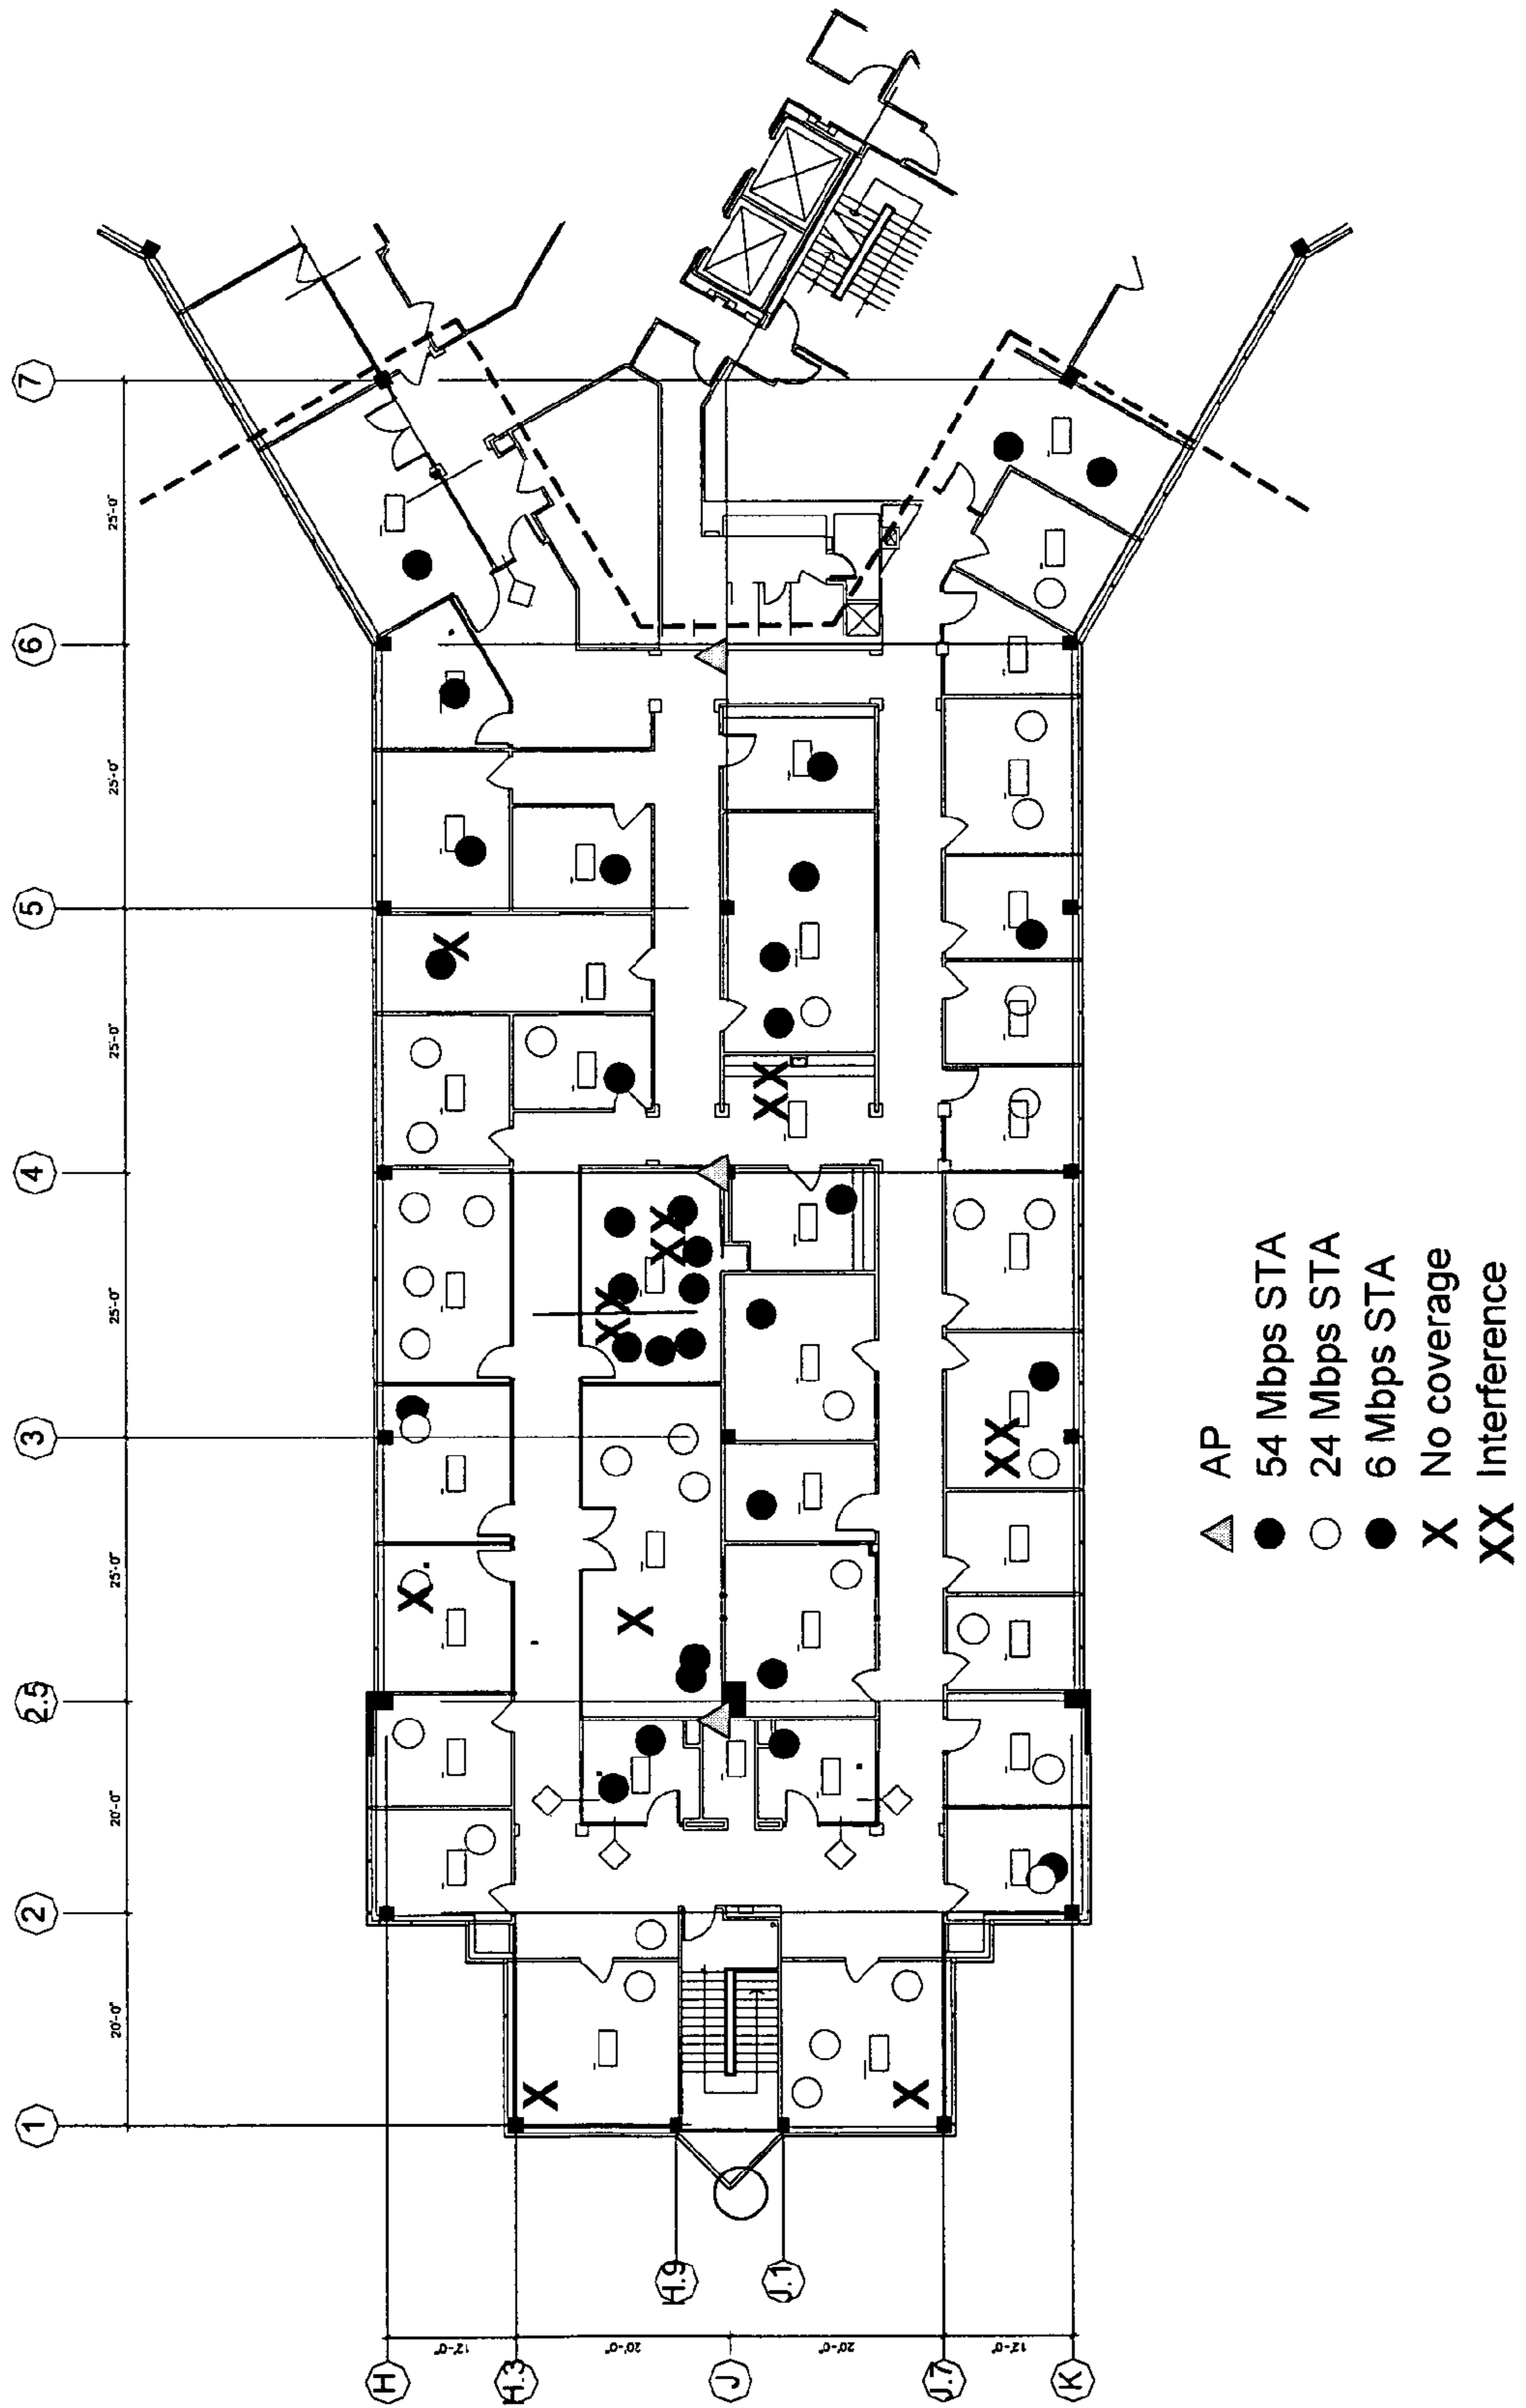 7
6
5
4
3
2.5
2
1
25'-0"
25'-0"
25'-0"
25'-0"
25'-0"
20'-0"
20'-0"
H
H.3
H.9
J
J.1
J.7
K
12'-0"
20'-0"
20'-0"
12'-0"
X
XX
XX
XX
X
X
XX
X
X
AP
54 Mbps STA
24 Mbps STA
6 Mbps STA
X No coverage
XX Interference